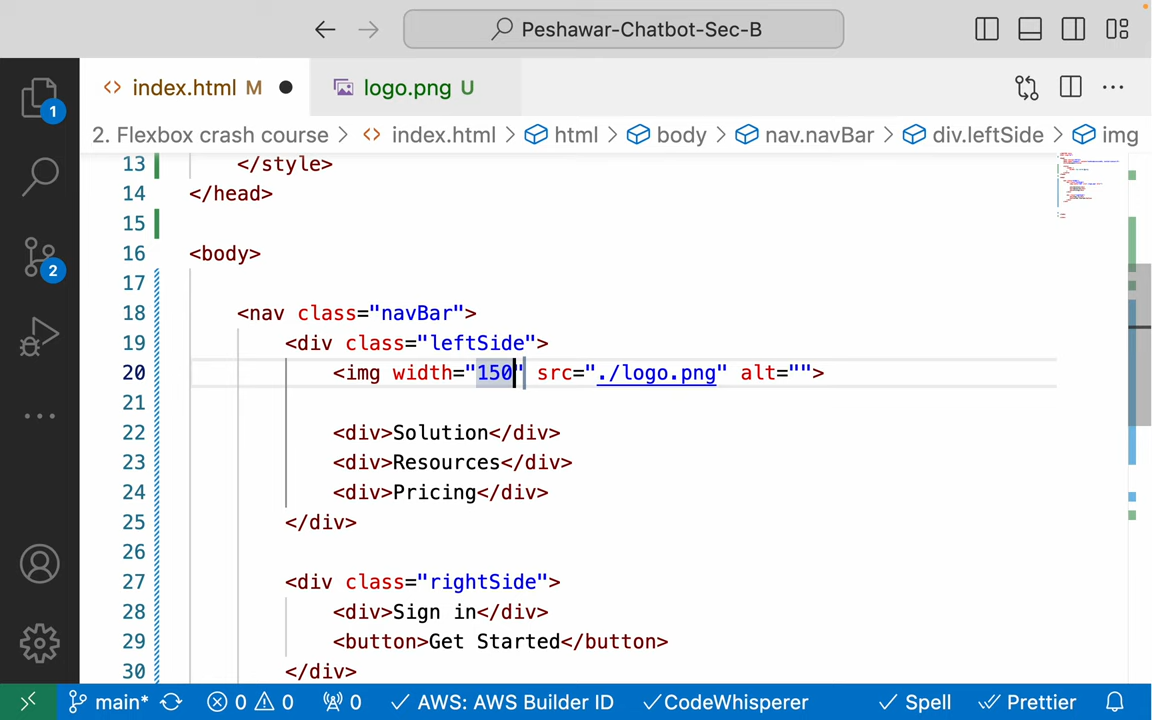 Peshawar-Chatbot-Sec-B
index.html M
logo.png U
1
2. Flexbox crash course > index.html > html > body > nav.navBar > div.leftSide > img
13 </style>
14 </head>
15
16 <body>
17
18 <nav class="navBar">
19 <div class="leftSide">
20 <img width="150" src="./logo.png" alt="">
21
22 <div>Solution</div>
23 <div>Resources</div>
24 <div>Pricing</div>
25 </div>
26
27 <div class="rightSide">
28 <div>Sign in</div>
29 <button>Get Started</button>
30 </div>
2
main* 0 0 0 AWS: AWS Builder ID CodeWhisperer Spell Prettier